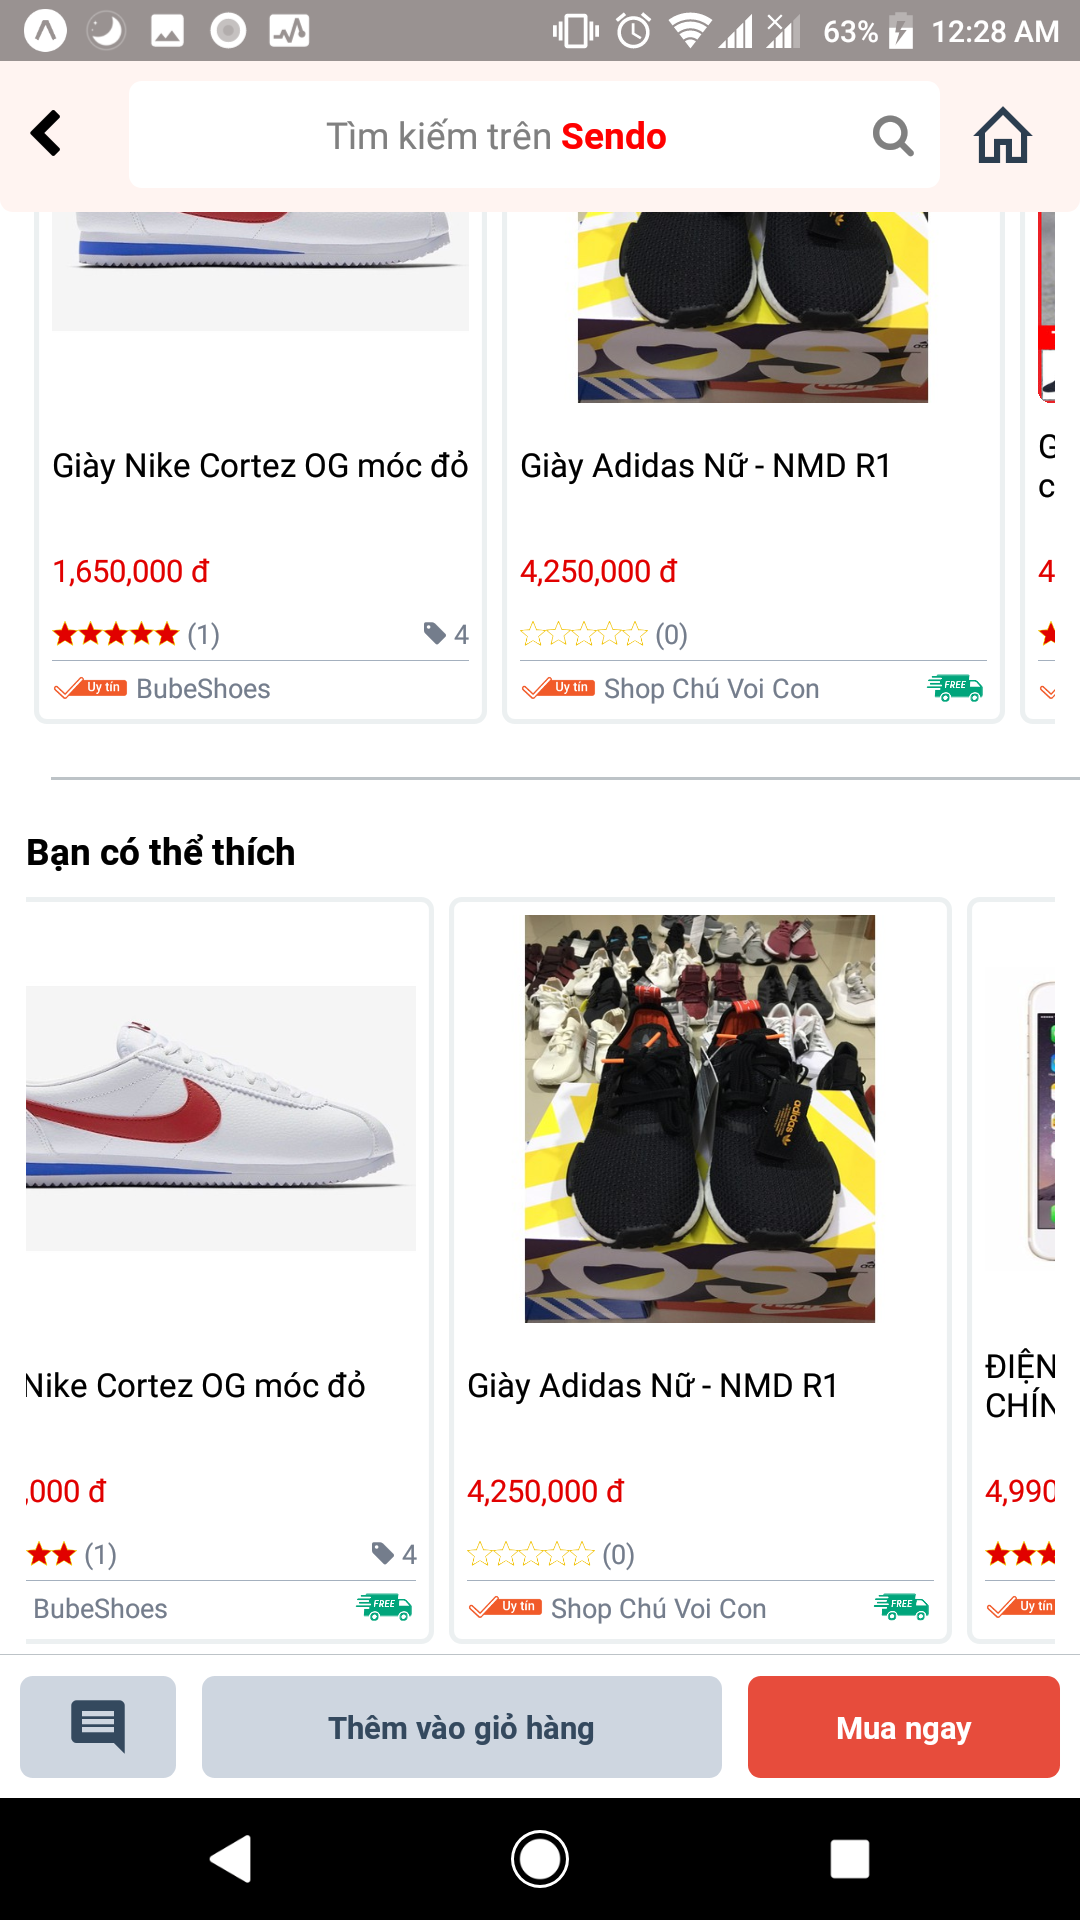 63% 12:28 AM
Tìm kiếm trên Sendo
Giày Nike Cortez OG móc đỏ
1,650,000 đ
(1) 4
Uy tín BubeShoes
Giày Adidas Nữ - NMD R1
4,250,000 đ
(0)
Uy tín Shop Chú Voi Con FREE
G
c
4
Bạn có thể thích
Nike Cortez OG móc đỏ
,000 đ
(1) 4
BubeShoes FREE
adidas
Giày Adidas Nữ - NMD R1
4,250,000 đ
(0)
Uy tín Shop Chú Voi Con FREE
ĐIỆN
CHÍN
4,990
Uy tín
Thêm vào giỏ hàng
Mua ngay